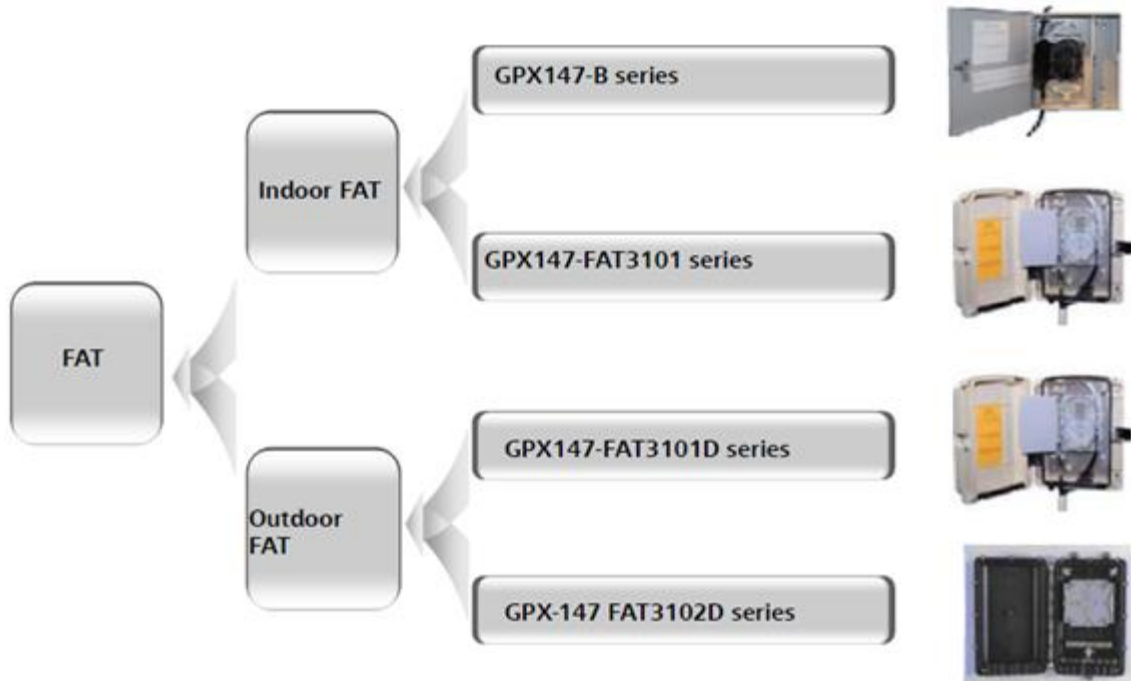 GPX147-B series
Indoor FAT
GPX147-FAT3101 series
FAT
GPX147-FAT3101D series
Outdoor
FAT
GPX-147 FAT3102D series